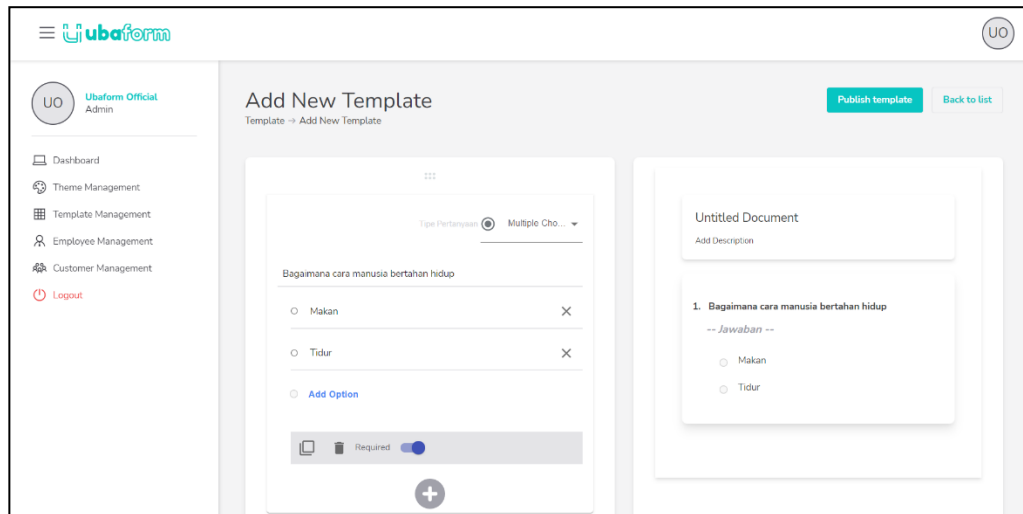 ubaform
UO
UO
Ubaform Official
Admin
Dashboard
Theme Management
Template Management
Employee Management
Customer Management
Logout
Add New Template
Template → Add New Template
Publish template
Back to list
Tipe Pertanyaan
Multiple Cho...
Bagaimana cara manusia bertahan hidup
Makan
Tidur
Add Option
Required
Untitled Document
Add Description
1. Bagaimana cara manusia bertahan hidup
-- Jawaban --
Makan
Tidur